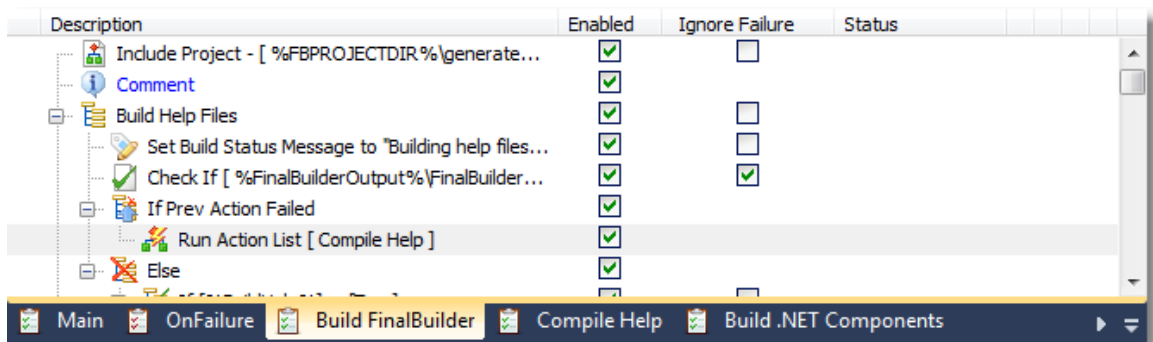 Description Enabled Ignore Failure Status
Include Project - [ %FBPROJECTDIR%\generate...
Comment
Build Help Files
Set Build Status Message to "Building help files...
Check If [ %FinalBuilderOutput%\FinalBuilder...
If Prev Action Failed
Run Action List [ Compile Help ]
Else
Main OnFailure Build FinalBuilder Compile Help Build .NET Components